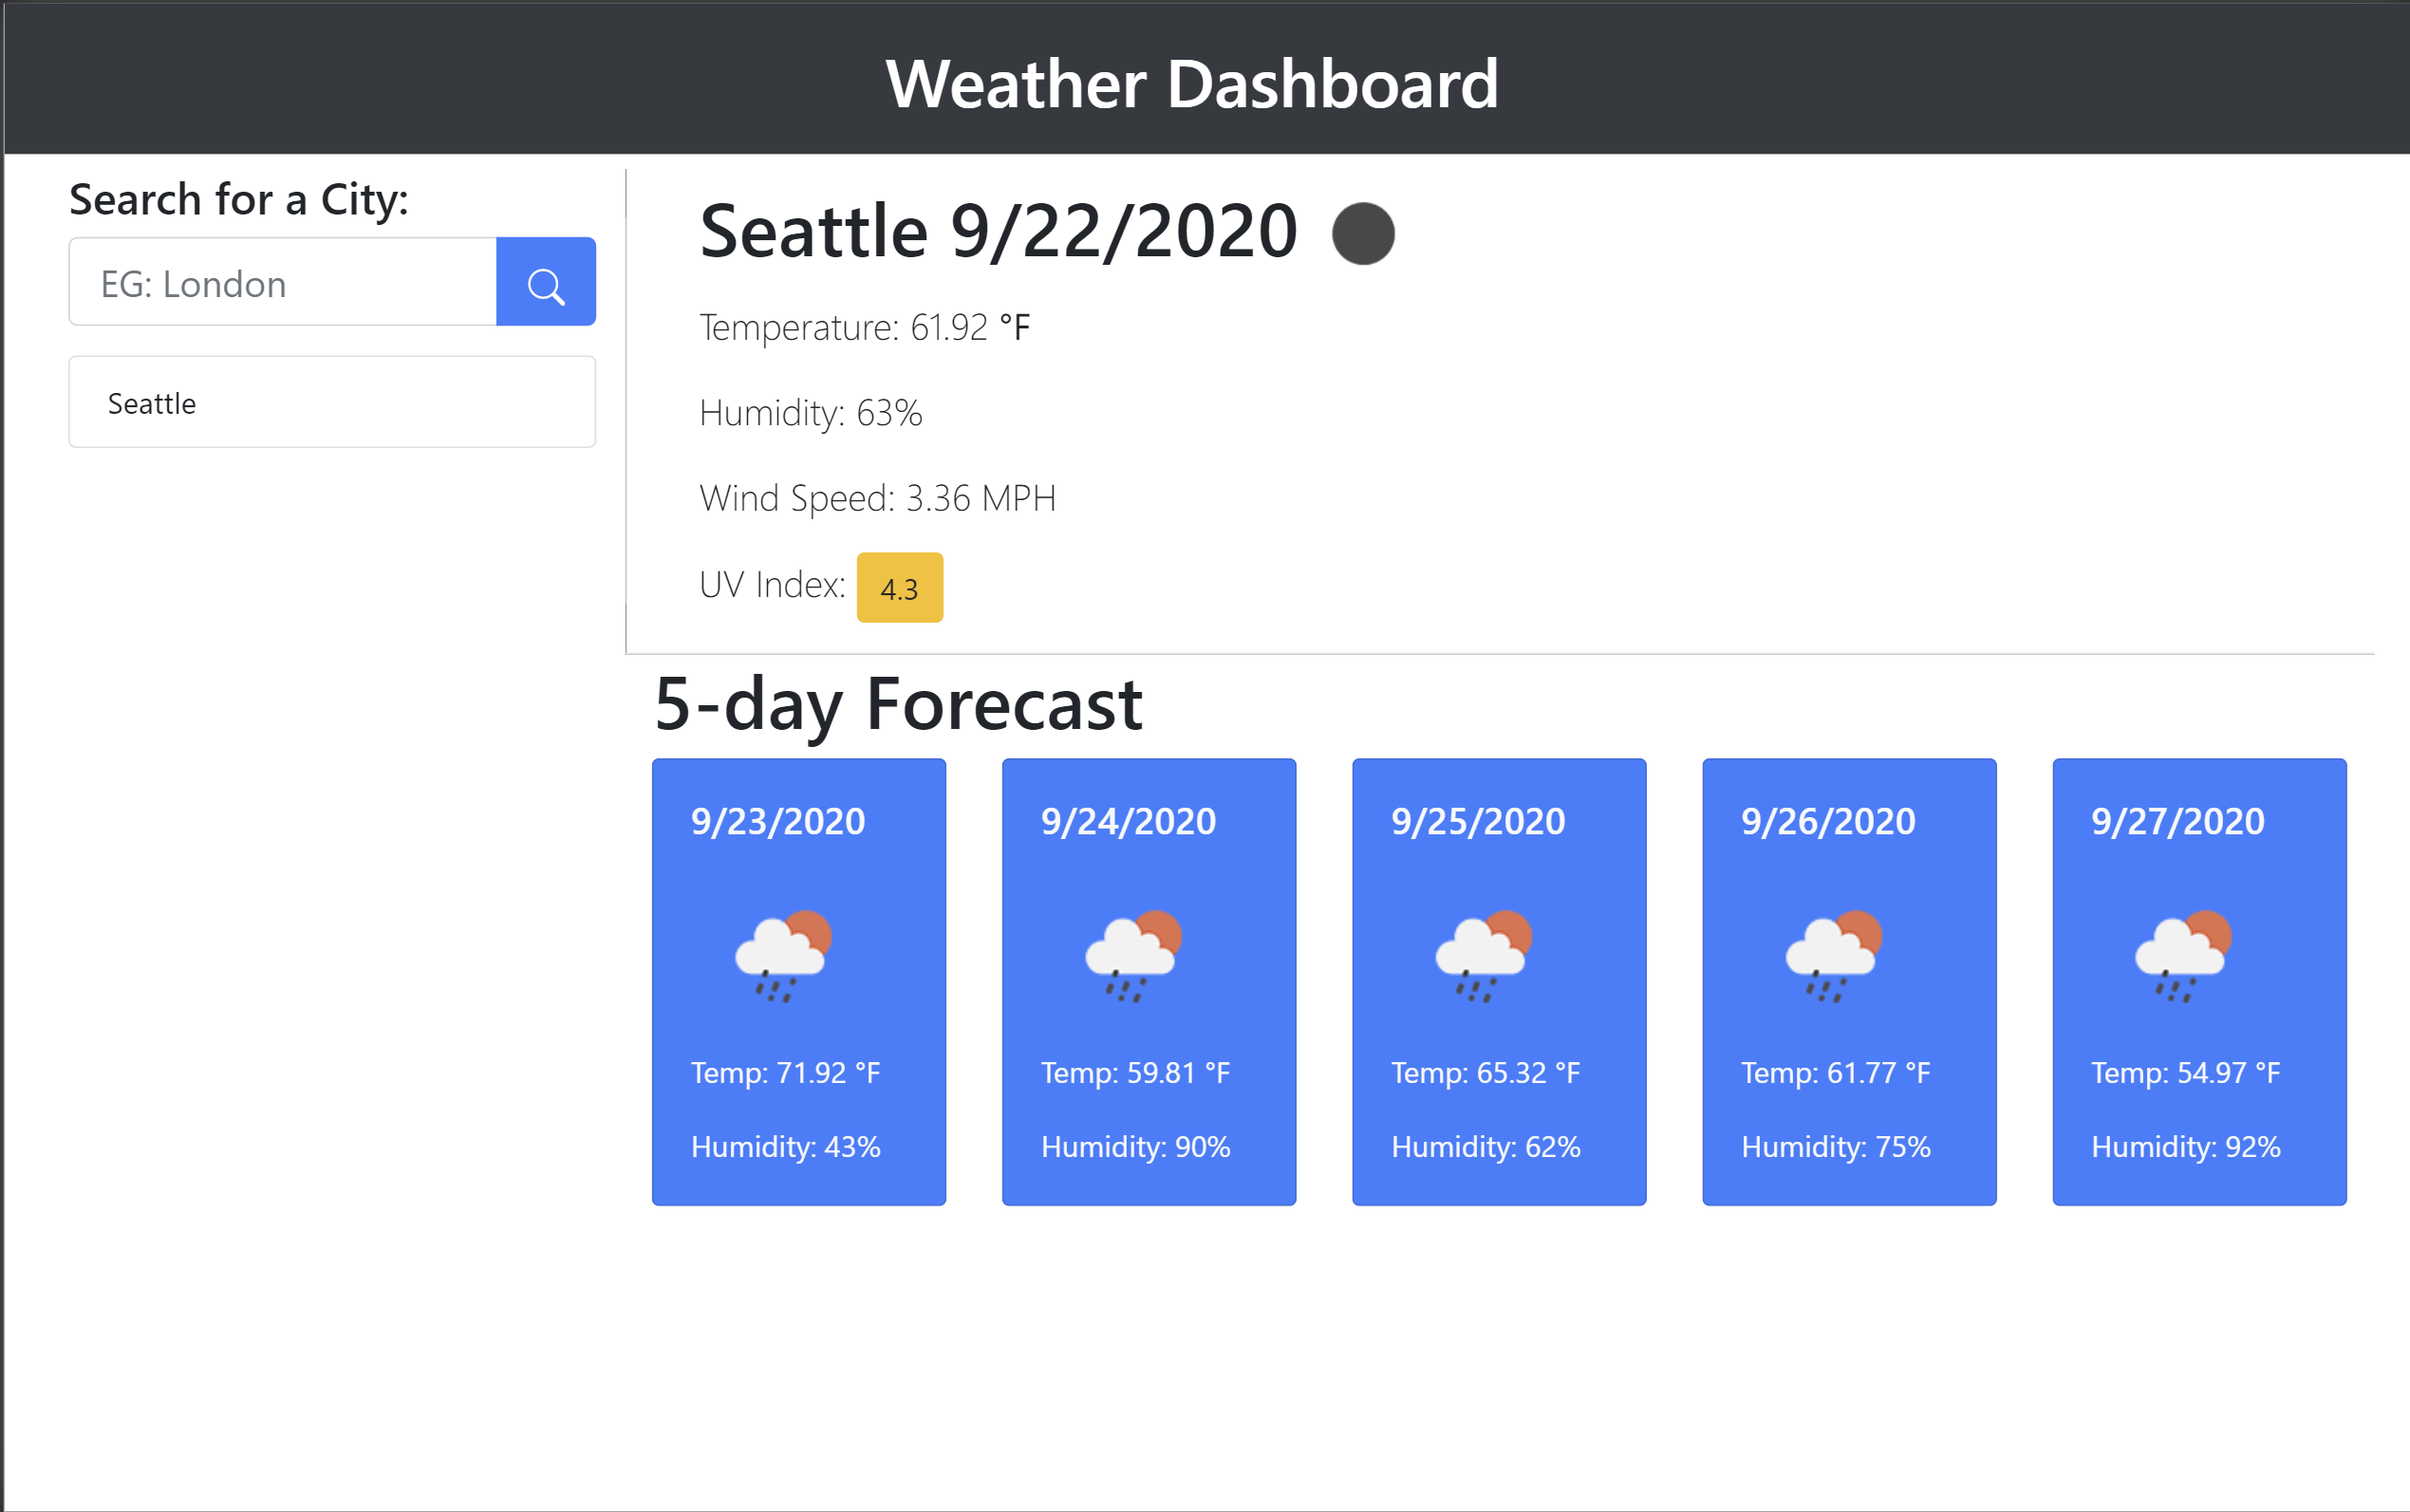 Weather Dashboard
Search for a City:
EG: London
Seattle
Seattle 9/22/2020
Temperature: 61.92 °F
Humidity: 63%
Wind Speed: 3.36 MPH
UV Index: 4.3
5-day Forecast
9/23/2020
Temp: 71.92 °F
Humidity: 43%
9/24/2020
Temp: 59.81 °F
Humidity: 90%
9/25/2020
Temp: 65.32 °F
Humidity: 62%
9/26/2020
Temp: 61.77 °F
Humidity: 75%
9/27/2020
Temp: 54.97 °F
Humidity: 92%